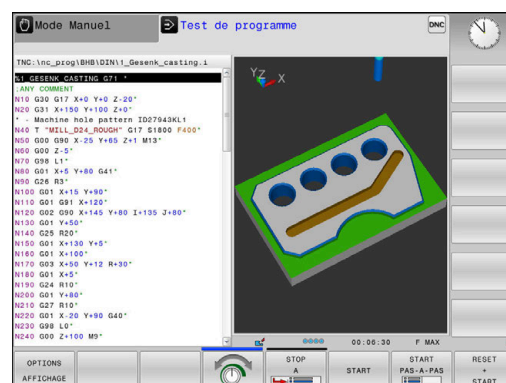 Mode Manuel
Test de programme
DNC
TNC:\nc_prog\BHB\DIN\1_Gesenk_casting.i
%1_GESENK_CASTING G71 *
;ANY COMMENT
N10 G30 G17 X+0 Y+0 Z-20*
N20 G31 X+150 Y+100 Z+0*
* - Machine hole pattern ID27943KL1
N40 T "MILL_D24_ROUGH" G17 S1800 F400*
N50 G00 G90 X-25 Y+65 Z+1 M13*
N60 G00 Z-5*
N70 G98 L1*
N80 G01 X+5 Y+80 G41*
N90 G26 R3*
N100 G01 X+15 Y+90*
N110 G01 G91 X+120*
N120 G02 G90 X+145 Y+80 I+135 J+80*
N130 G01 Y+50*
N140 G25 R20*
N150 G01 X+130 Y+5*
N160 G01 X+100*
N170 G03 X+50 Y+12 R+30*
N180 G01 X+5*
N190 G24 R10*
N200 G01 Y+80*
N210 G27 R10*
N220 G01 X-20 Y+90 G40*
N230 G98 L0*
N240 G00 Z+100 M9*
YZ X
00:06:30 F MAX
OPTIONS
AFFICHAGE
STOP
A
START
START
PAS-A-PAS
RESET
+
START